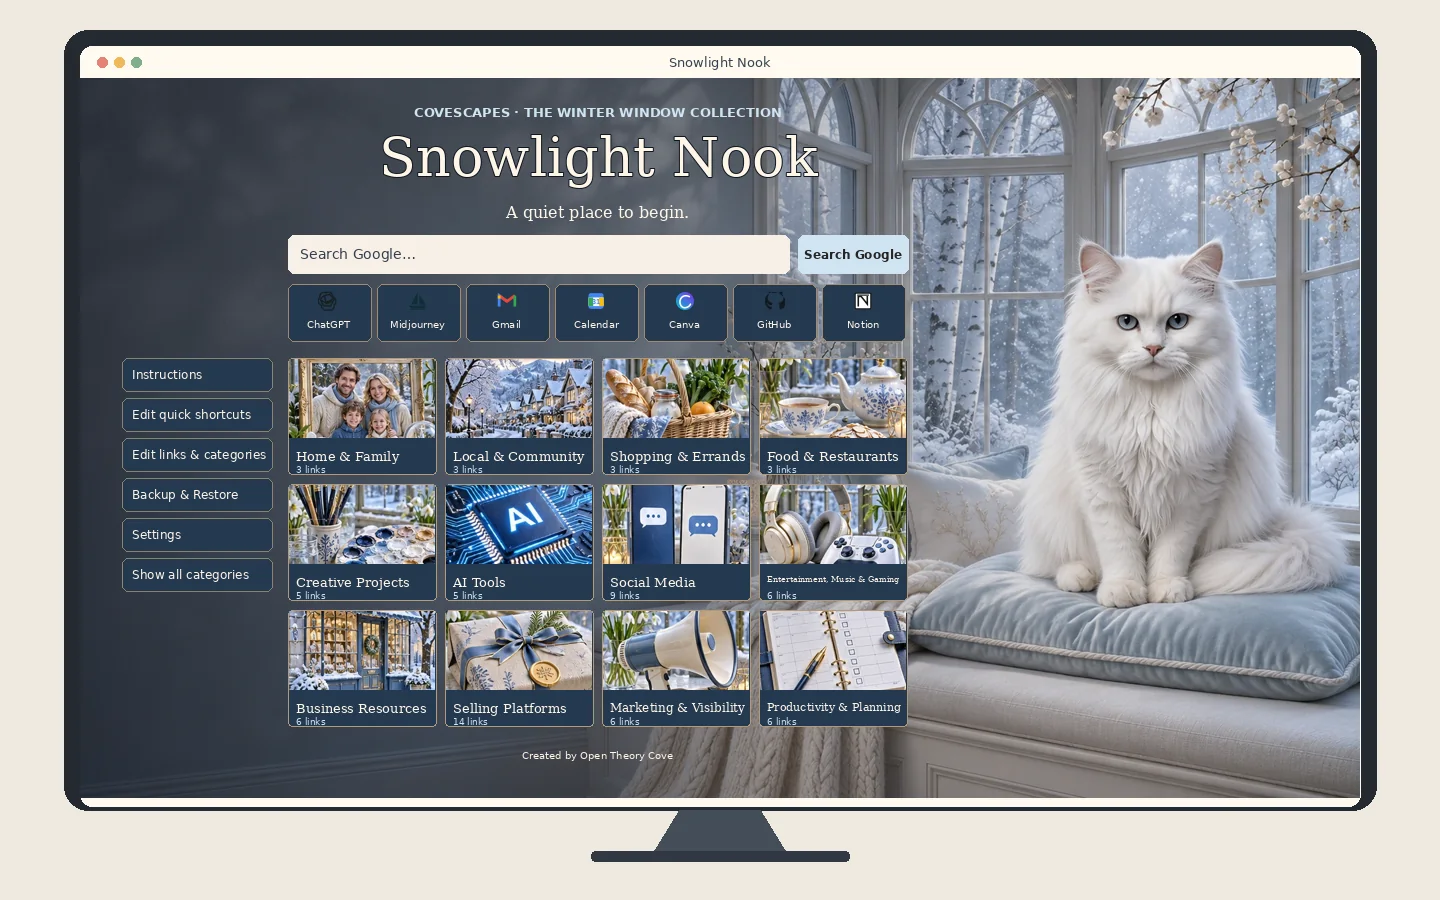 Snowlight Nook
COVESCAPES · THE WINTER WINDOW COLLECTION
Snowlight Nook
A quiet place to begin.
Search Google...
Search Google
ChatGPT
Midjourney
Gmail
Calendar
Canva
GitHub
Notion
Instructions
Edit quick shortcuts
Edit links & categories
Backup & Restore
Settings
Show all categories
Home & Family
3 links
Local & Community
3 links
Shopping & Errands
3 links
Food & Restaurants
3 links
Creative Projects
5 links
AI
AI Tools
5 links
Social Media
9 links
Entertainment, Music & Gaming
6 links
Business Resources
6 links
Selling Platforms
14 links
Marketing & Visibility
6 links
Productivity & Planning
6 links
Created by Open Theory Cove